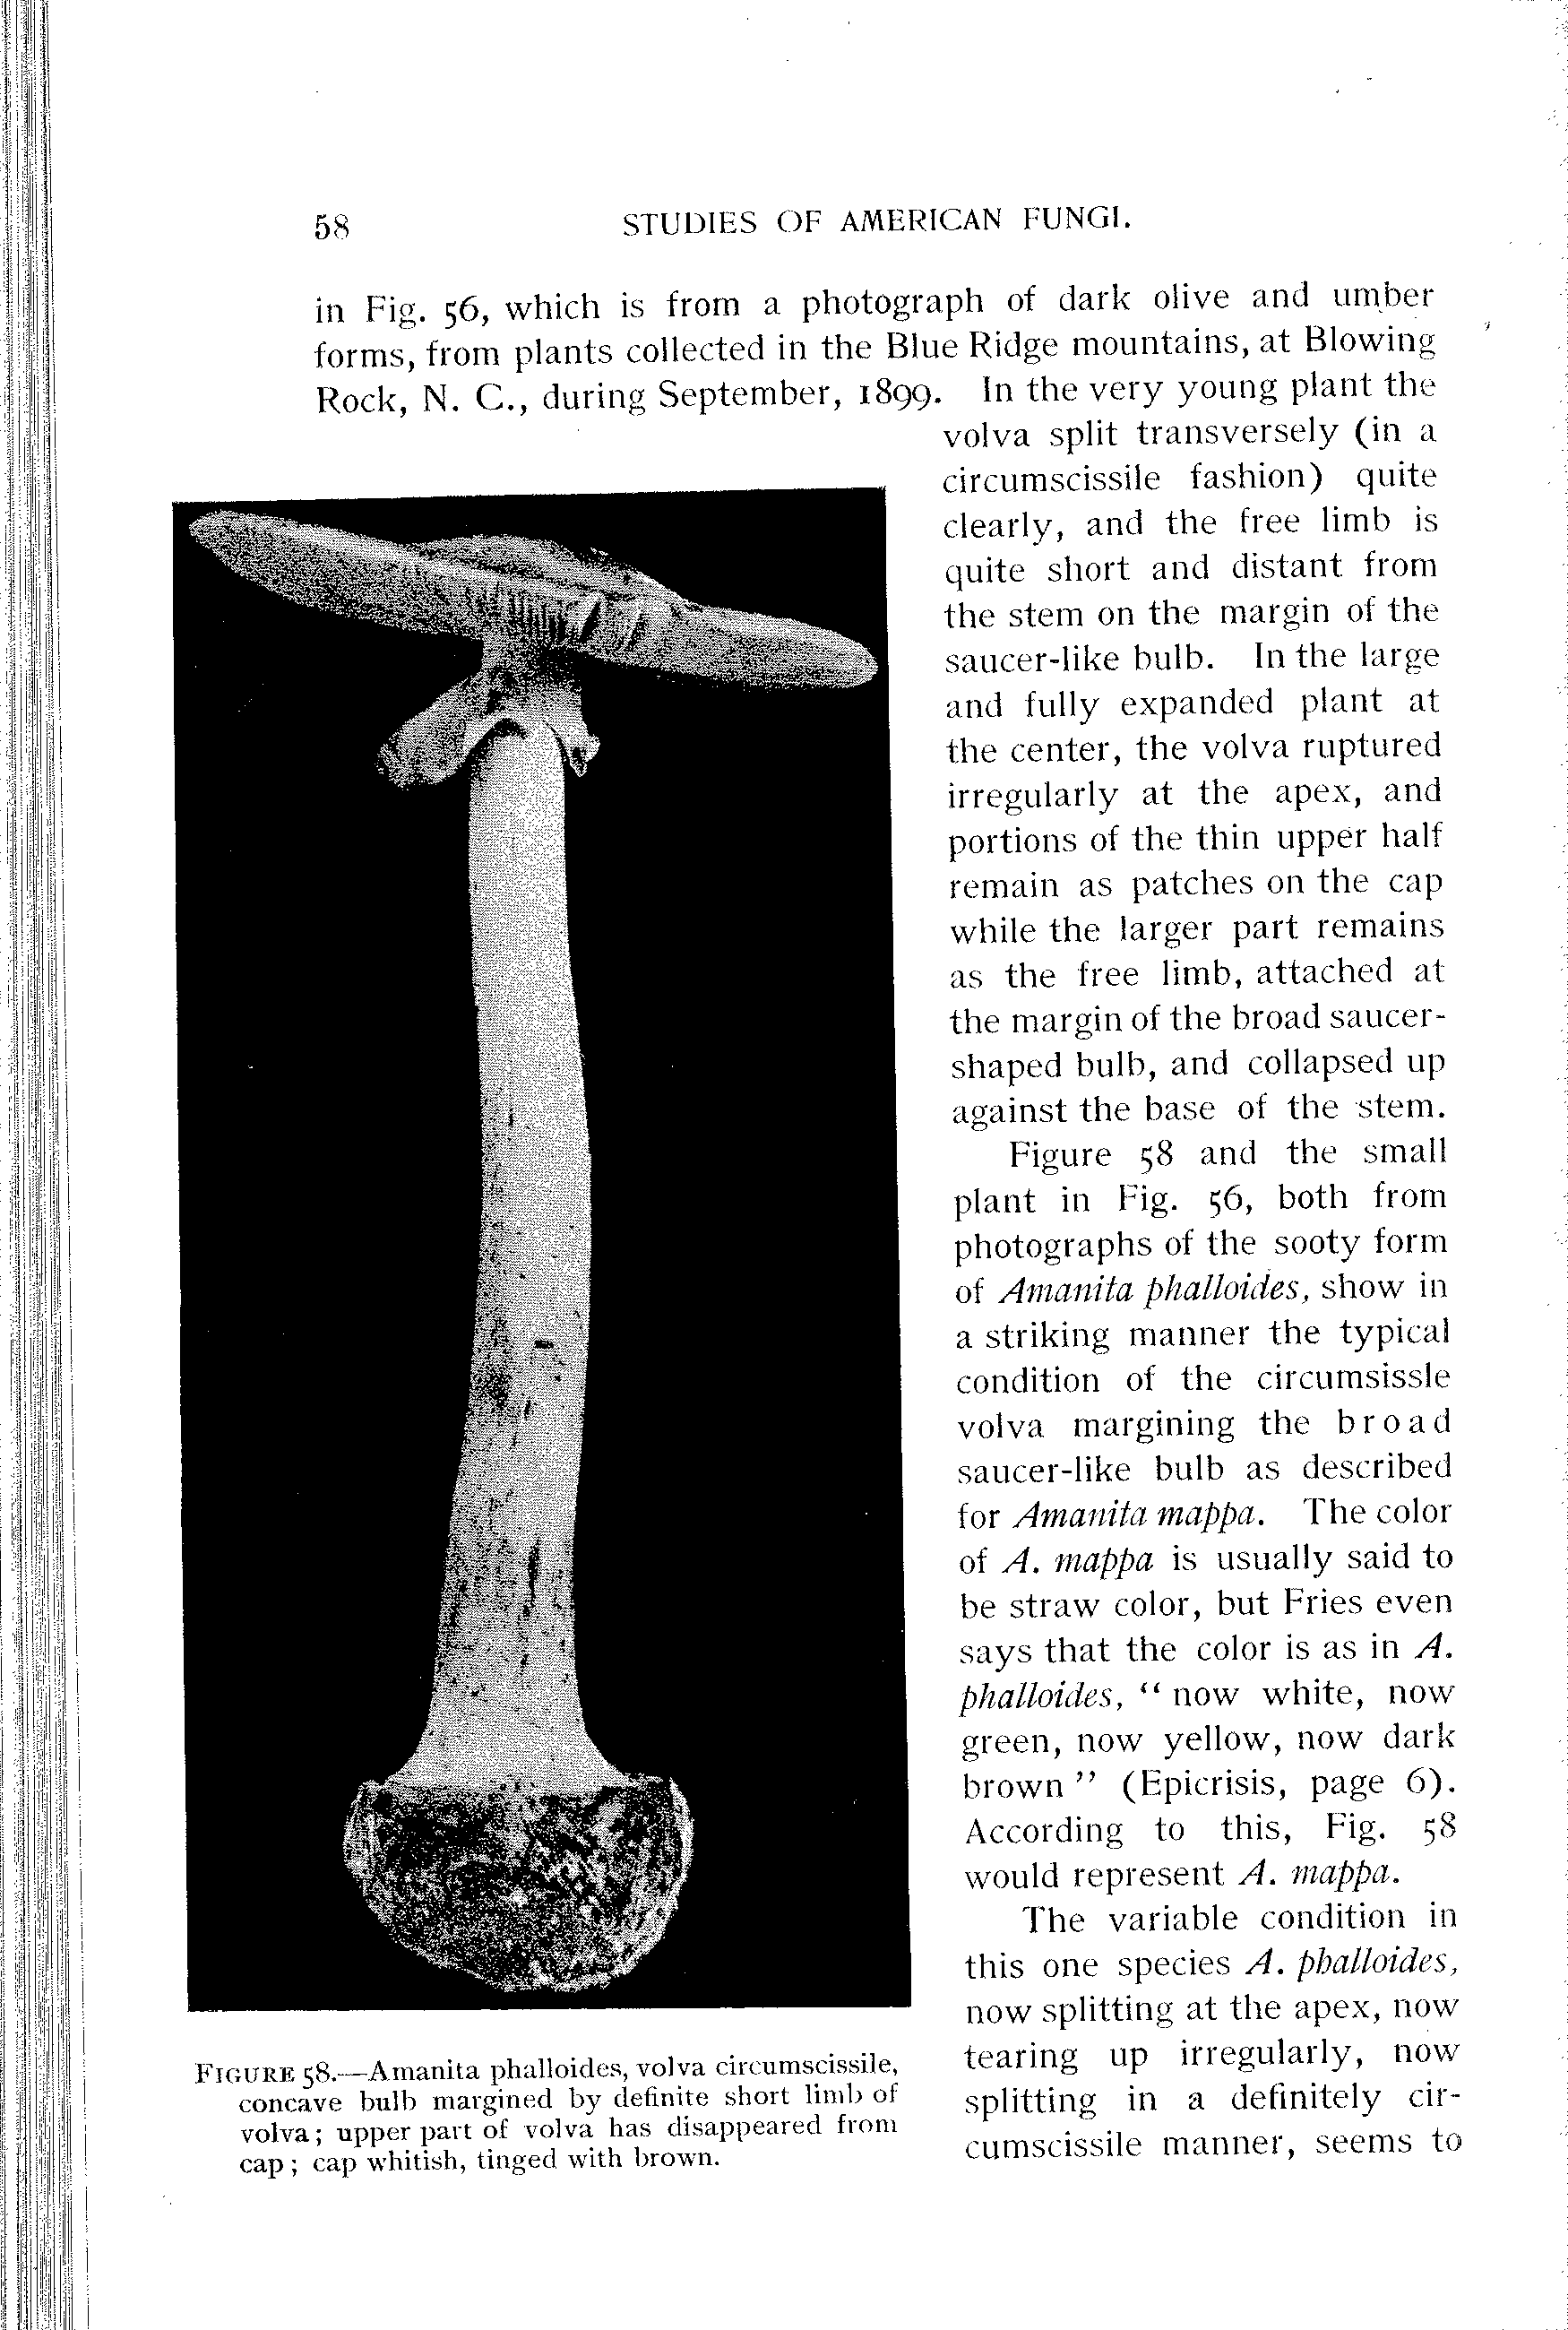 58 STUDIES OF AMERICAN FUNGI.
in Fig. 56, which is from a photograph of dark olive and umber
forms, from plants collected in the Blue Ridge mountains, at Blowing
Rock, N. C., during September, 1899. In the very young plant the
volva split transversely (in a
circumscissile fashion) quite
clearly, and the free limb is
quite short and distant from
the stem on the margin of the
saucer-like bulb. In the large
and fully expanded plant at
the center, the volva ruptured
irregularly at the apex, and
portions of the thin upper half
remain as patches on the cap
while the larger part remains
as the free limb, attached at
the margin of the broad saucer-
shaped bulb, and collapsed up
against the base of the stem.
Figure 58 and the small
plant in Fig. 56, both from
photographs of the sooty form
of Amanita phalloides, show in
a striking manner the typical
condition of the circumsissle
volva margining the broad
saucer-like bulb as described
for Amanita mappa. The color
of A. mappa is usually said to
be straw color, but Fries even
says that the color is as in A.
phalloides, “ now white, now
green, now yellow, now dark
brown ” (Epicrisis, page 6).
According to this, Fig. 58
would represent A. mappa.
The variable condition in
this one species A. phalloides,
now splitting at the apex, now
tearing up irregularly, now
splitting in a definitely cir-
cumscissile manner, seems to
FIGURE 58.—Amanita phalloides, volva circumscissile,
concave bulb margined by definite short limb of
volva; upper part of volva has disappeared from
cap; cap whitish, tinged with brown.